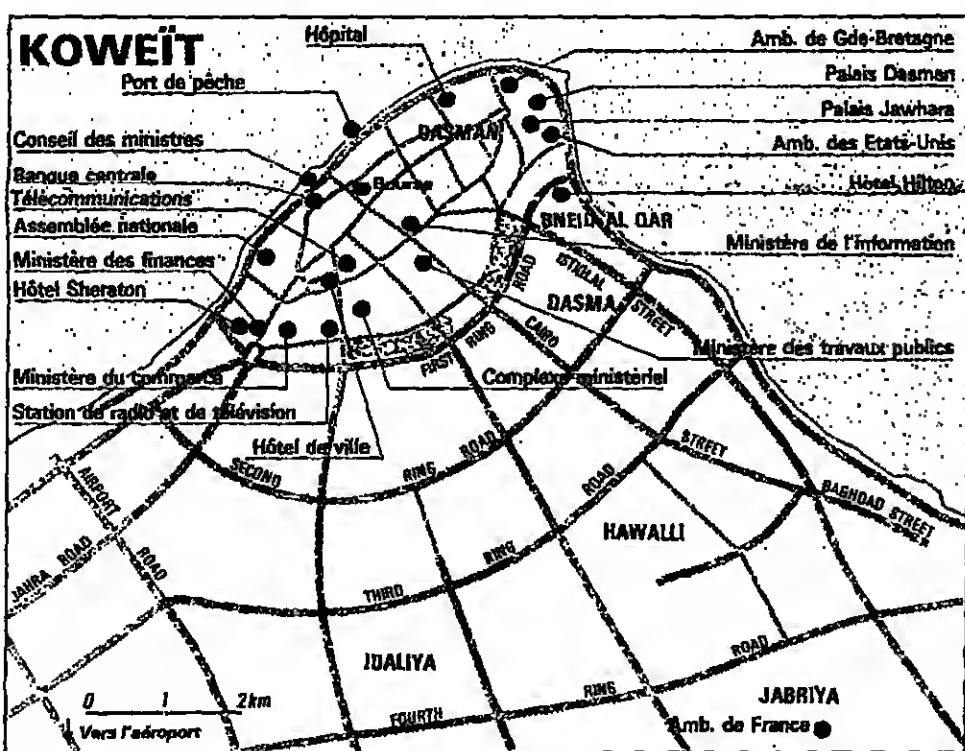 KOWEÏT
Hôpital
Port de pêche
Conseil des ministres
Banque centrale
Télécommunications
Assemblée nationale
Ministère des finances
Hôtel Sheraton
Ministère du commerce
Station de radio et de télévision
Hôtel de ville
Amb. de Gde-Bretagne
Palais Dasman
Palais Jawhara
Amb. des Etats-Unis
Hôtel Hilton
Ministère de l'information
Ministère des travaux publics
Complexe ministériel
DASMAN
Bourse
BNEID AL QAR
DASMA
ISTIQLAL STREET
FIRST RING ROAD
CAIRO STREET
SECOND RING ROAD
THIRD RING ROAD
FOURTH RING ROAD
BAGHDAD STREET
AIRPORT ROAD
JAHRA ROAD
HAWALLI
IDALIYA
JABRIYA
Amb. de France
0 1 2 km
Vers l'aéroport